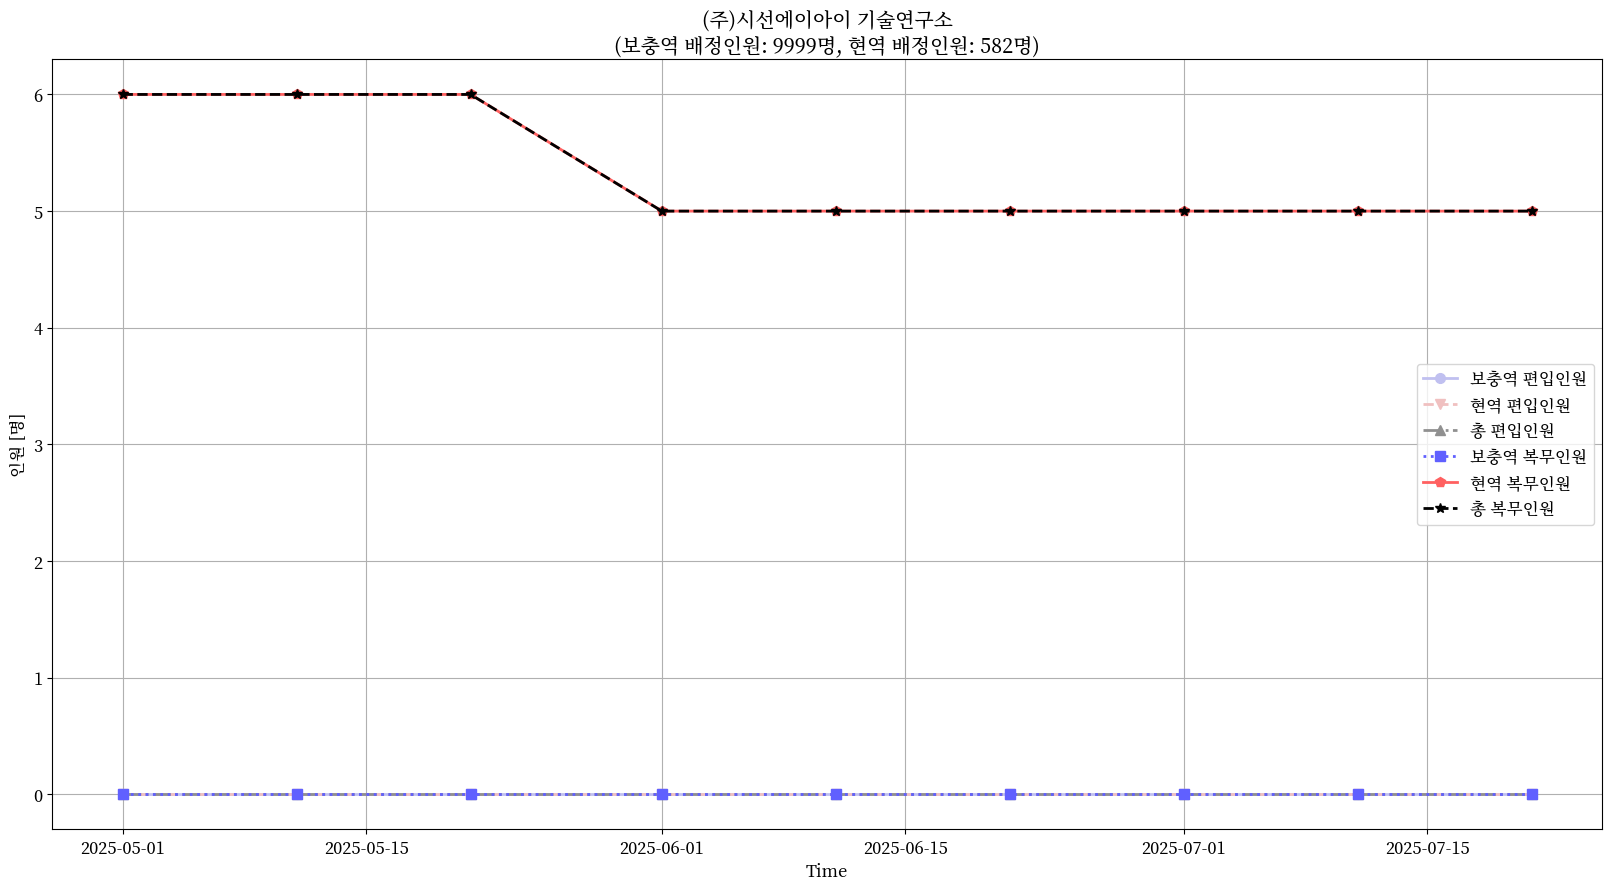 (주)시선에이아이 기술연구소
(보충역 배정인원: 9999명, 현역 배정인원: 582명)
인원 [명]
6
5
4
3
2
1
0
보충역 편입인원
현역 편입인원
총 편입인원
보충역 복무인원
현역 복무인원
총 복무인원
2025-05-01
2025-05-15
2025-06-01
2025-06-15
2025-07-01
2025-07-15
Time